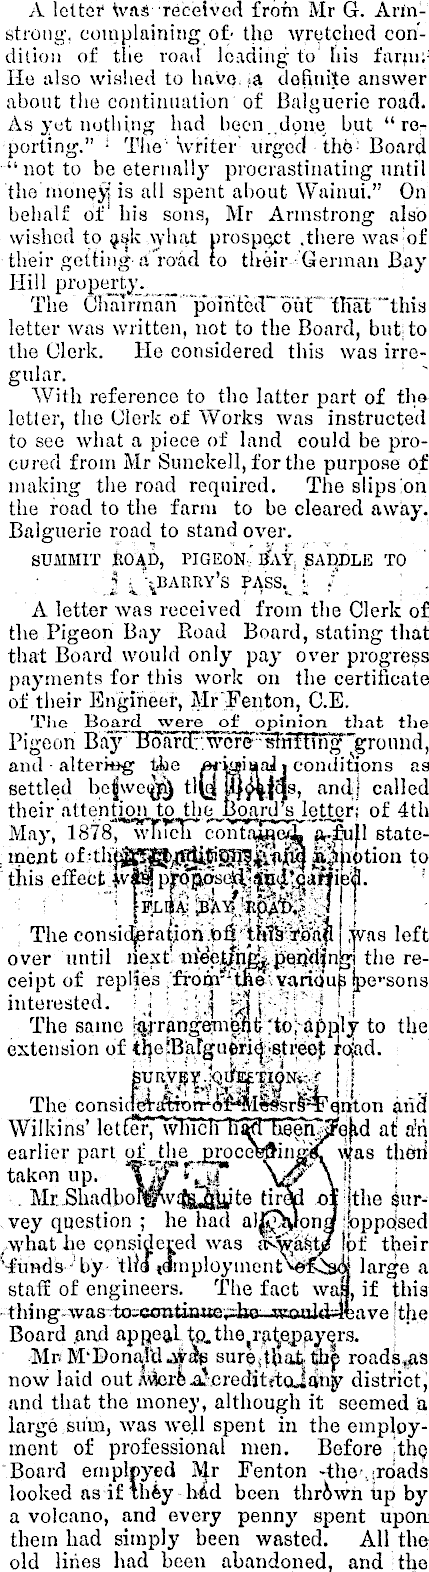 A letter was received from Mr G. Arm-
strong, complaining of the wretched con-
dition of the road leading to his farm.
He also wished to have a definite answer
about the continuation of Balguerie road.
As yet nothing had been done but "re-
porting." The writer urged the Board
"not to be eternally procrastinating until
the money is all spent about Wainui." On
behalf of his sons, Mr Armstrong also
wished to ask what prospect there was of
their getting a road to their German Bay
Hill property.
The Chairman pointed out that this
letter was written, not to the Board, but to
the Clerk. He considered this was irre-
gular.
With reference to the latter part of the
letter, the Clerk of Works was instructed
to see what a piece of land could be pro-
cured from Mr Sunckell, for the purpose of
making the road required. The slips on
the road to the farm to be cleared away.
Balguerie road to stand over.
SUMMIT ROAD, PIGEON BAY SADDLE TO
BARRY'S PASS.
A letter was received from the Clerk of
the Pigeon Bay Road Board, stating that
that Board would only pay over progress
payments for this work on the certificate
of their Engineer, Mr Fenton, C.E.
The Board were of opinion that the
Pigeon Bay Board were shifting ground,
and altering the original conditions as
settled between the Boards, and called
their attention to the Board's letter of 4th
May, 1878, which contained a full state-
ment of their conditions, and a motion to
this effect was proposed and carried.
FLEA BAY ROAD.
The consideration of this road was left
over until next meeting, pending the re-
ceipt of replies from the various persons
interested.
The same arrangement to apply to the
extension of the Balguerie street road.
SURVEY QUESTION.
The consideration of Messrs Fenton and
Wilkins' letter, which had been read at an
earlier part of the proceedings, was then
taken up.
Mr Shadbolt was quite tired of the sur-
vey question; he had all along opposed
what he considered was a waste of their
funds by the employment of so large a
staff of engineers. The fact was, if this
thing was to continue, he would leave the
Board and appeal to the ratepayers.
Mr M'Donald was sure that the roads as
now laid out were a credit to any district,
and that the money, although it seemed a
large sum, was well spent in the employ-
ment of professional men. Before the
Board employed Mr Fenton the roads
looked as if they had been thrown up by
a volcano, and every penny spent upon
them had simply been wasted. All the
old lines had been abandoned, and the